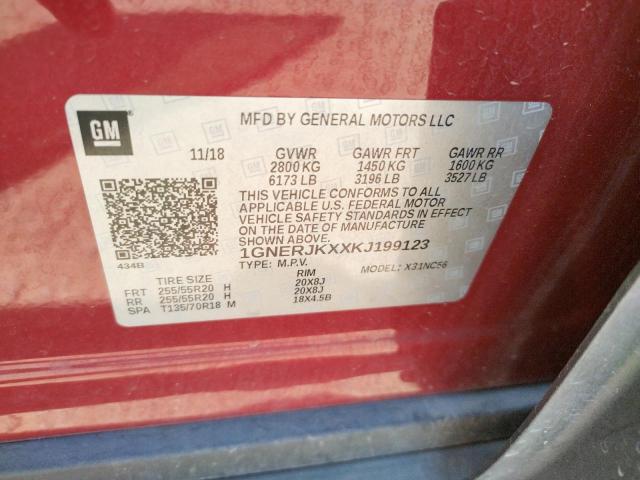 GM
MFD BY GENERAL MOTORS LLC
11/18 GVWR GAWR FRT GAWR RR
2800 KG 1450 KG 1600 KG
6173 LB 3196 LB 3527 LB
THIS VEHICLE CONFORMS TO ALL
APPLICABLE U.S. FEDERAL MOTOR
VEHICLE SAFETY STANDARDS IN EFFECT
ON THE DATE OF MANUFACTURE
SHOWN ABOVE.
434B 1GNERJKXXKJ199123
TYPE: M.P.V. MODEL: X31NC56
TIRE SIZE RIM
FRT 255/55R20 H 20X8J
RR 255/55R20 H 20X8J
SPA T135/70R18 M 18X4.5B